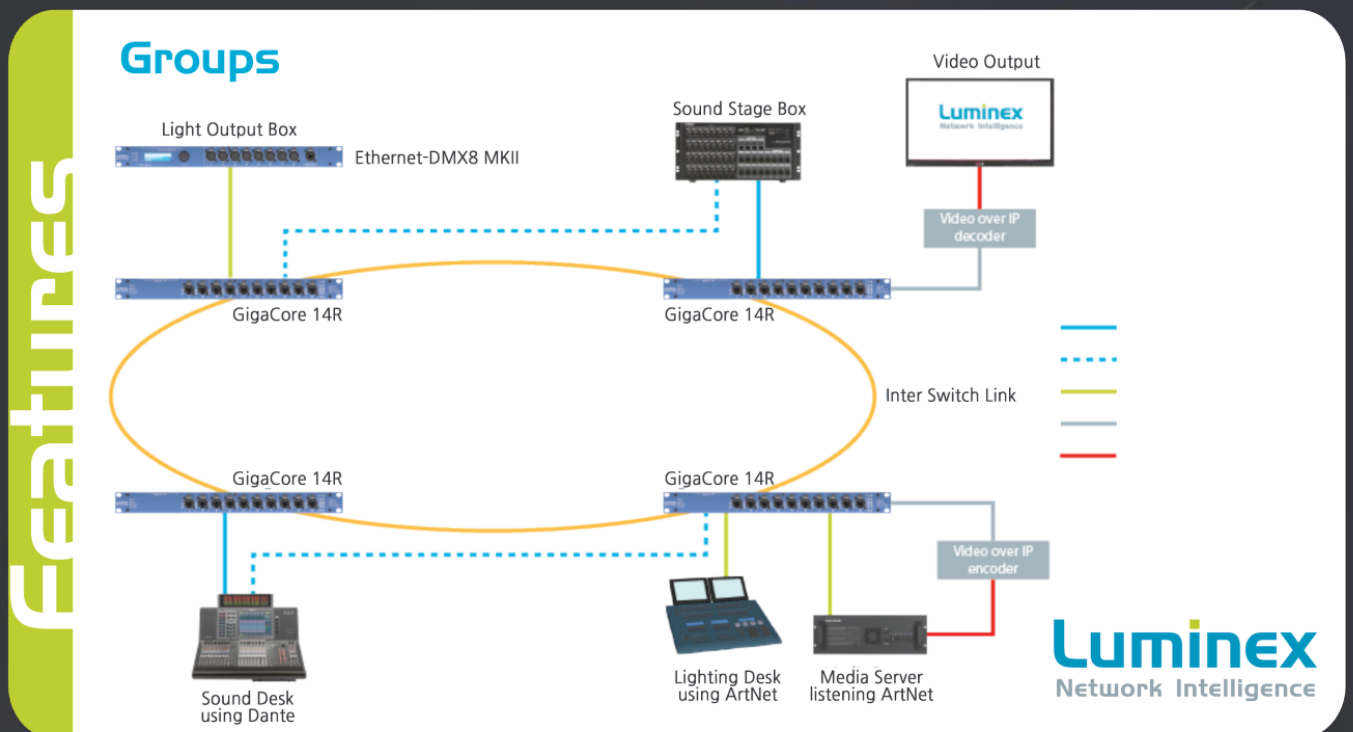 Features
Groups
Light Output Box
Ethernet-DMX8 MKII
Sound Stage Box
Video Output
Luminex
Network Intelligence
Video over IP
decoder
GigaCore 14R
GigaCore 14R
Inter Switch Link
GigaCore 14R
GigaCore 14R
Video over IP
encoder
Sound Desk
using Dante
Lighting Desk
using ArtNet
Media Server
listening ArtNet
Luminex
Network Intelligence